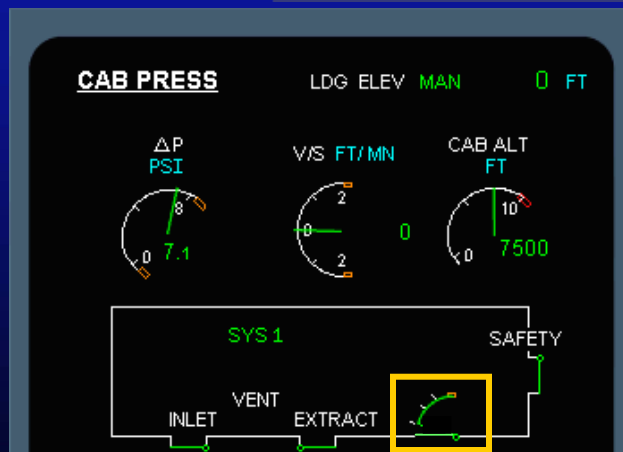 CAB PRESS
LDG ELEV MAN 0 FT
ΔP
PSI
8
0
7.1
V/S FT/MN
2
0
2
0
CAB ALT
FT
10
0
7500
SYS 1
SAFETY
VENT
INLET
EXTRACT